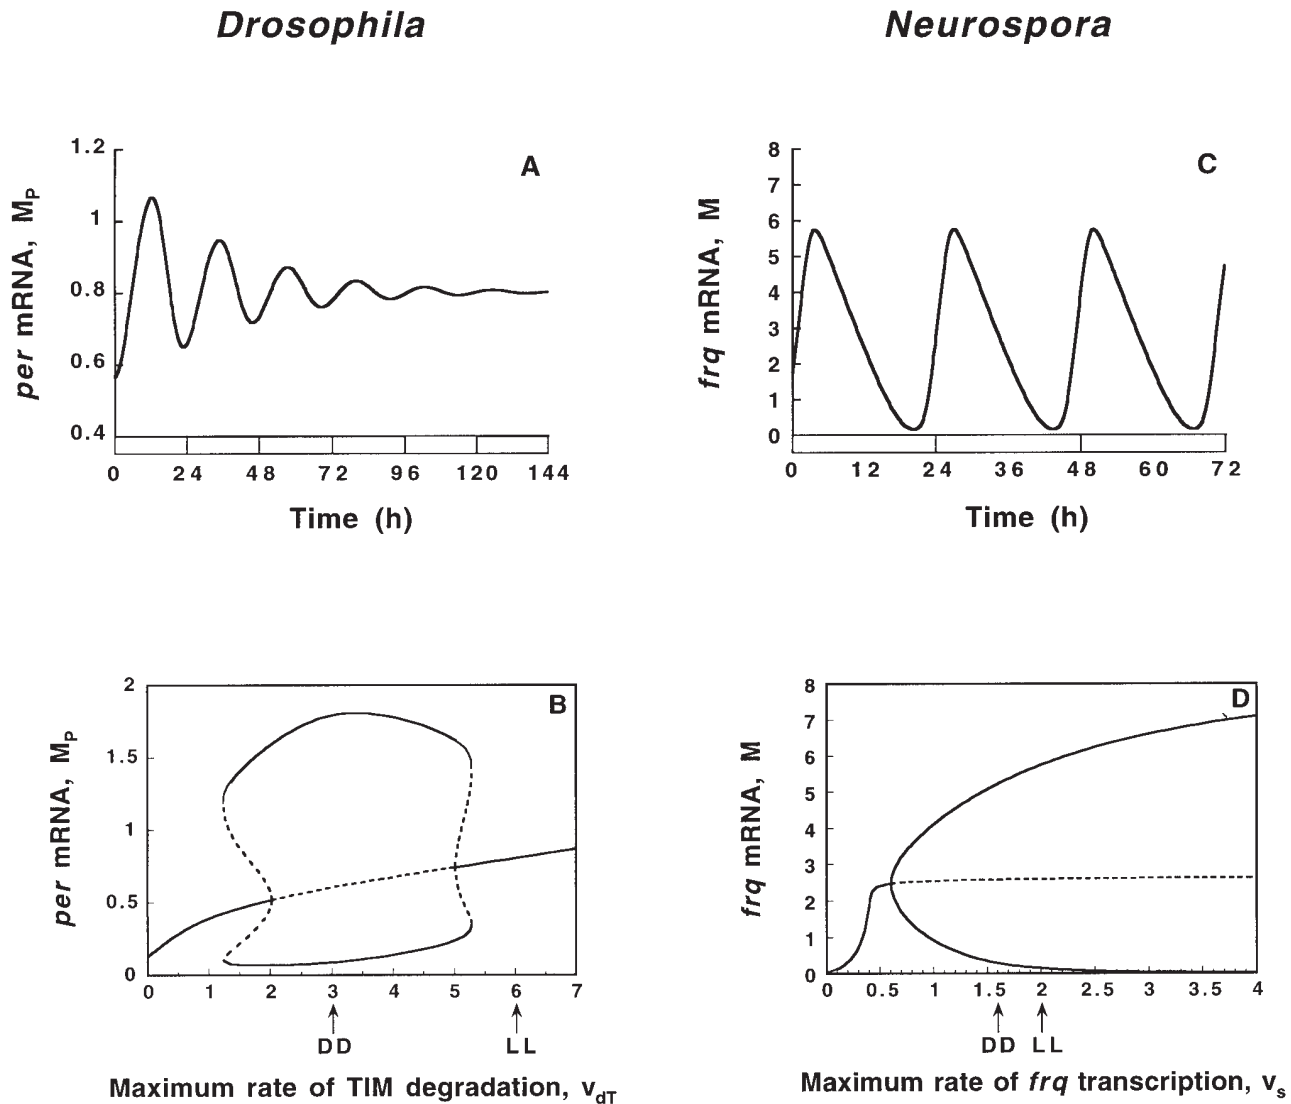 Drosophila
Neurospora
A
1.2
1
0.8
0.6
0.4
per mRNA, M_P
0 24 48 72 96 120 144
Time (h)
C
8
7
6
5
4
3
2
1
0
frq mRNA, M
0 12 24 36 48 60 72
Time (h)
B
2
1.5
1
0.5
0
per mRNA, M_P
0 1 2 3 4 5 6 7
DD LL
Maximum rate of TIM degradation, v_dT
D
8
7
6
5
4
3
2
1
0
frq mRNA, M
0 0.5 1 1.5 2 2.5 3 3.5 4
DD LL
Maximum rate of frq transcription, v_s